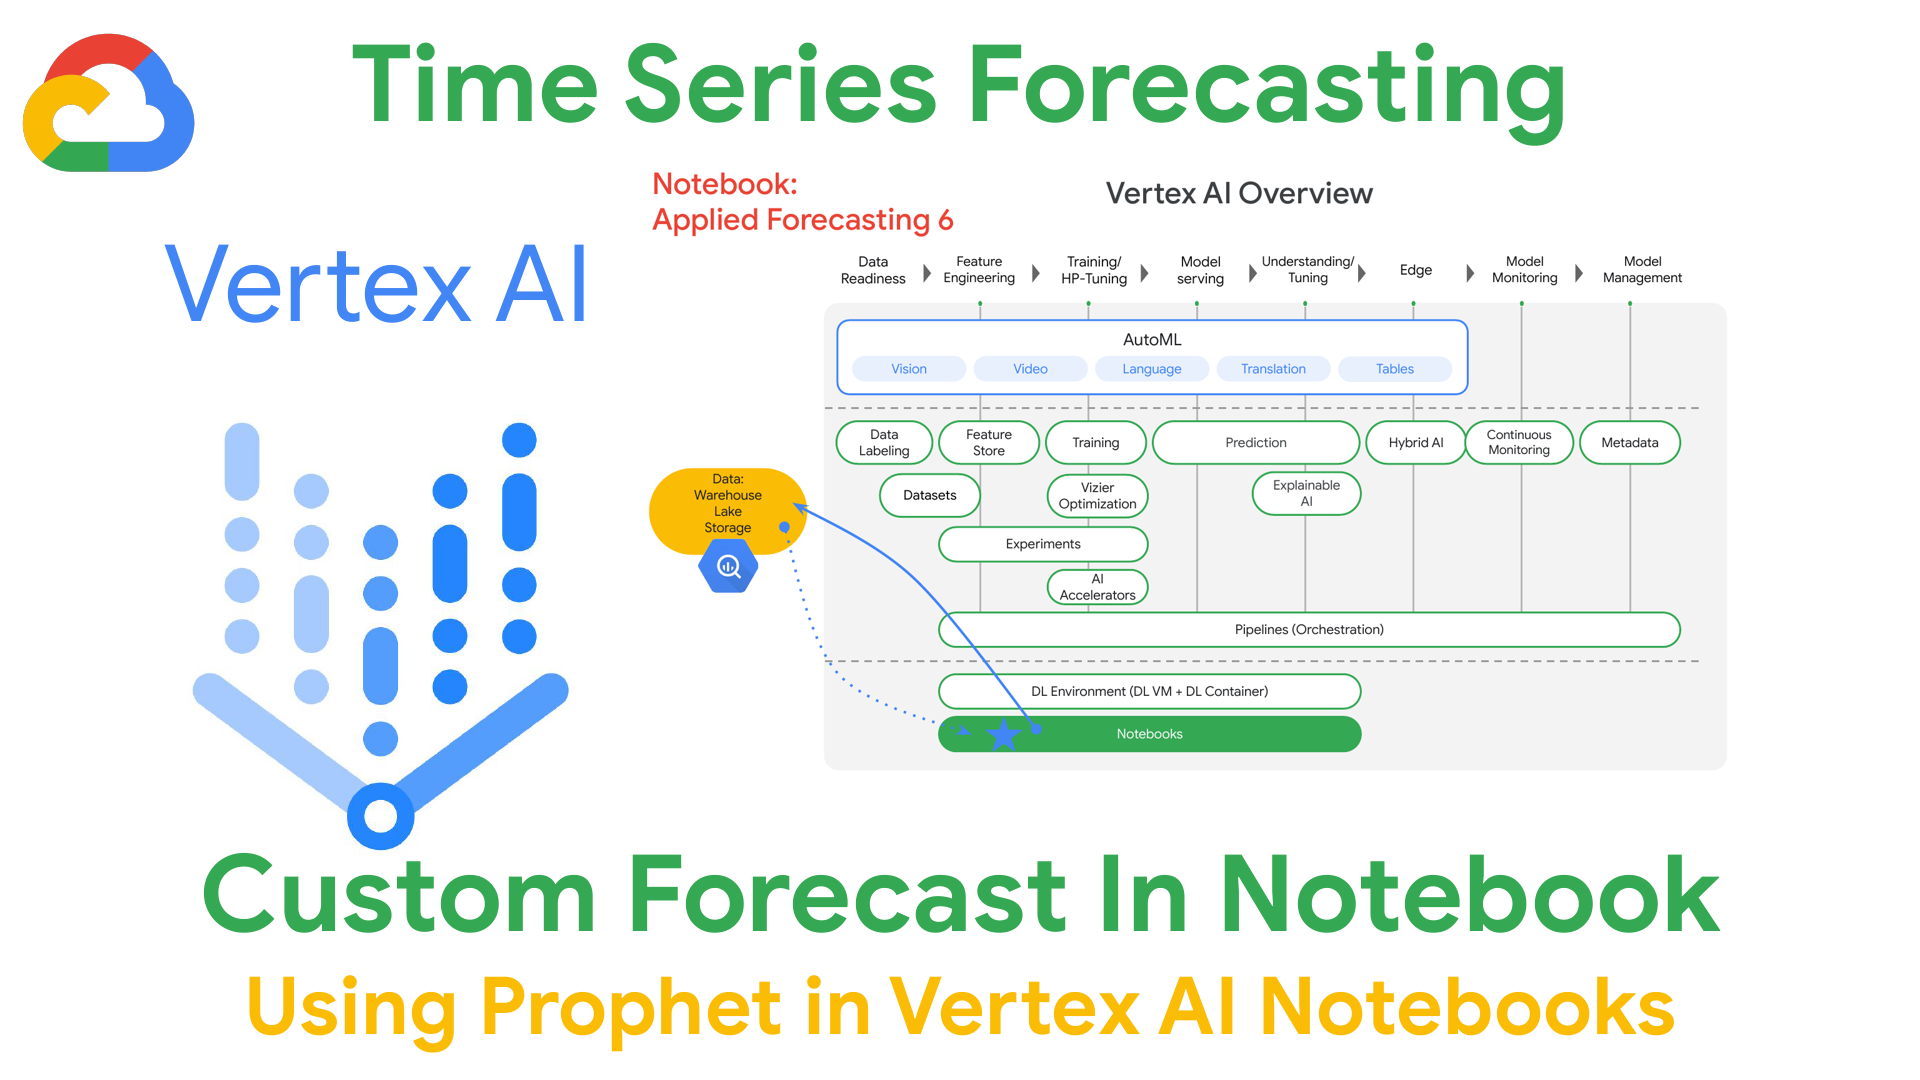 Time Series Forecasting
Notebook:
Applied Forecasting 6
Vertex AI Overview
Vertex AI
Data
Readiness
Feature
Engineering
Training/
HP-Tuning
Model
serving
Understanding/
Tuning
Edge
Model
Monitoring
Model
Management
AutoML
Vision
Video
Language
Translation
Tables
Data
Labeling
Feature
Store
Training
Prediction
Hybrid AI
Continuous
Monitoring
Metadata
Data:
Warehouse
Lake
Storage
Datasets
Vizier
Optimization
Explainable
AI
Experiments
AI
Accelerators
Pipelines (Orchestration)
DL Environment (DL VM + DL Container)
Notebooks
Custom Forecast In Notebook
Using Prophet in Vertex AI Notebooks